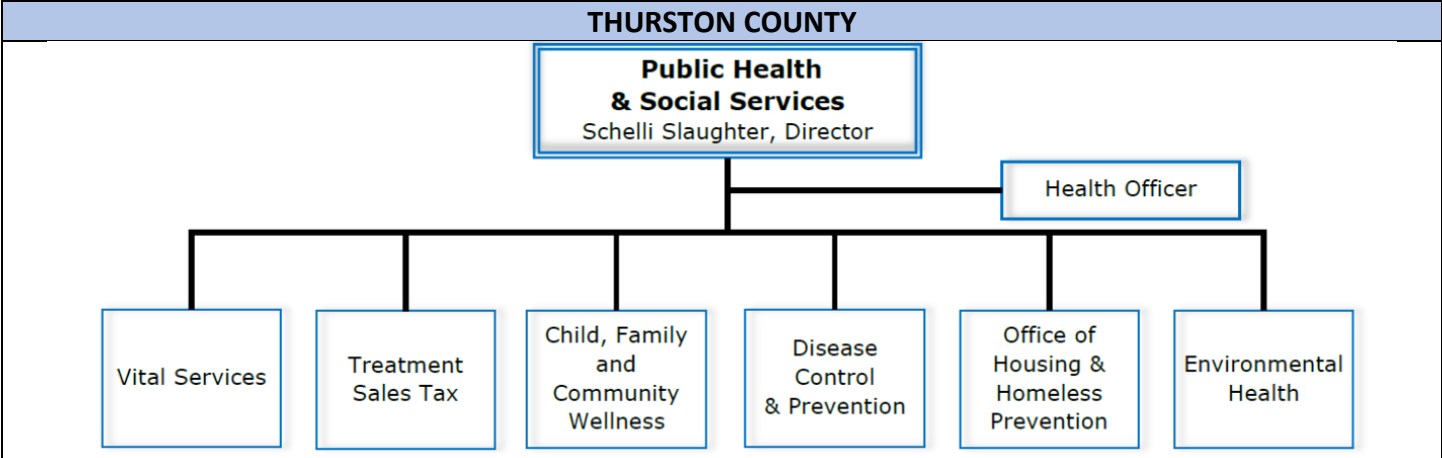 THURSTON COUNTY
Public Health
& Social Services
Schelli Slaughter, Director
Health Officer
Vital Services
Treatment
Sales Tax
Child, Family
and
Community
Wellness
Disease
Control
& Prevention
Office of
Housing &
Homeless
Prevention
Environmental
Health